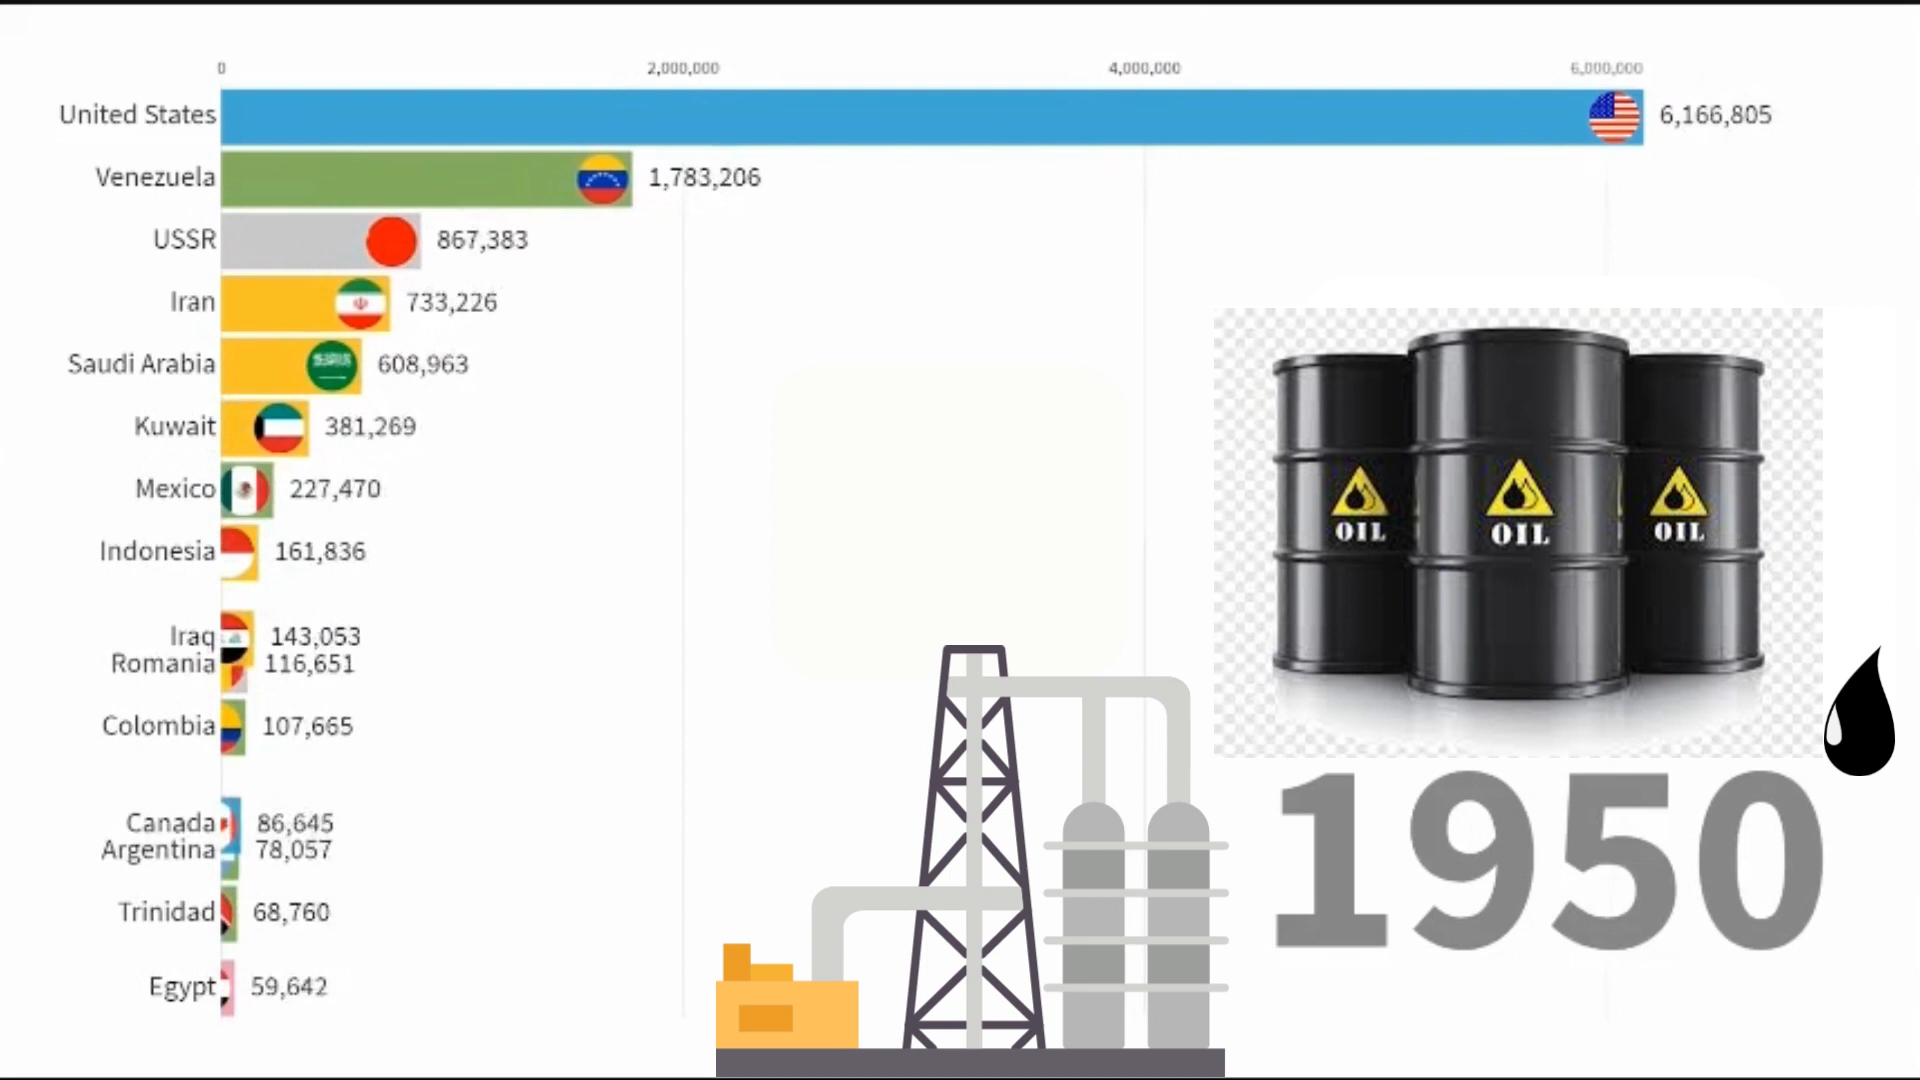 0 2,000,000 4,000,000 6,000,000
United States 6,166,805
Venezuela 1,783,206
USSR 867,383
Iran 733,226
Saudi Arabia 608,963
Kuwait 381,269
Mexico 227,470
Indonesia 161,836
Iraq 143,053
Romania 116,651
Colombia 107,665
Canada 86,645
Argentina 78,057
Trinidad 68,760
Egypt 59,642
OIL OIL OIL
1950